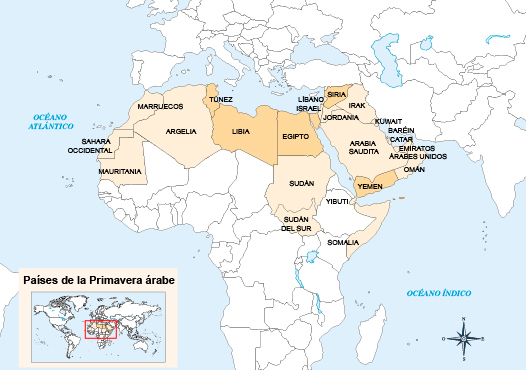 TÚNEZ
LÍBANO
SIRIA
MARRUECOS
ISRAEL
IRAK
OCÉANO
ATLÁNTICO
JORDANIA
KUWAIT
ARGELIA
LIBIA
EGIPTO
BARÉIN
CATAR
SAHARA
OCCIDENTAL
ARABIA
SAUDITA
EMIRATOS
ÁRABES UNIDOS
MAURITANIA
OMÁN
SUDÁN
YEMEN
YIBUTI
SUDÁN
DEL SUR
SOMALIA
Países de la Primavera árabe
OCÉANO ÍNDICO